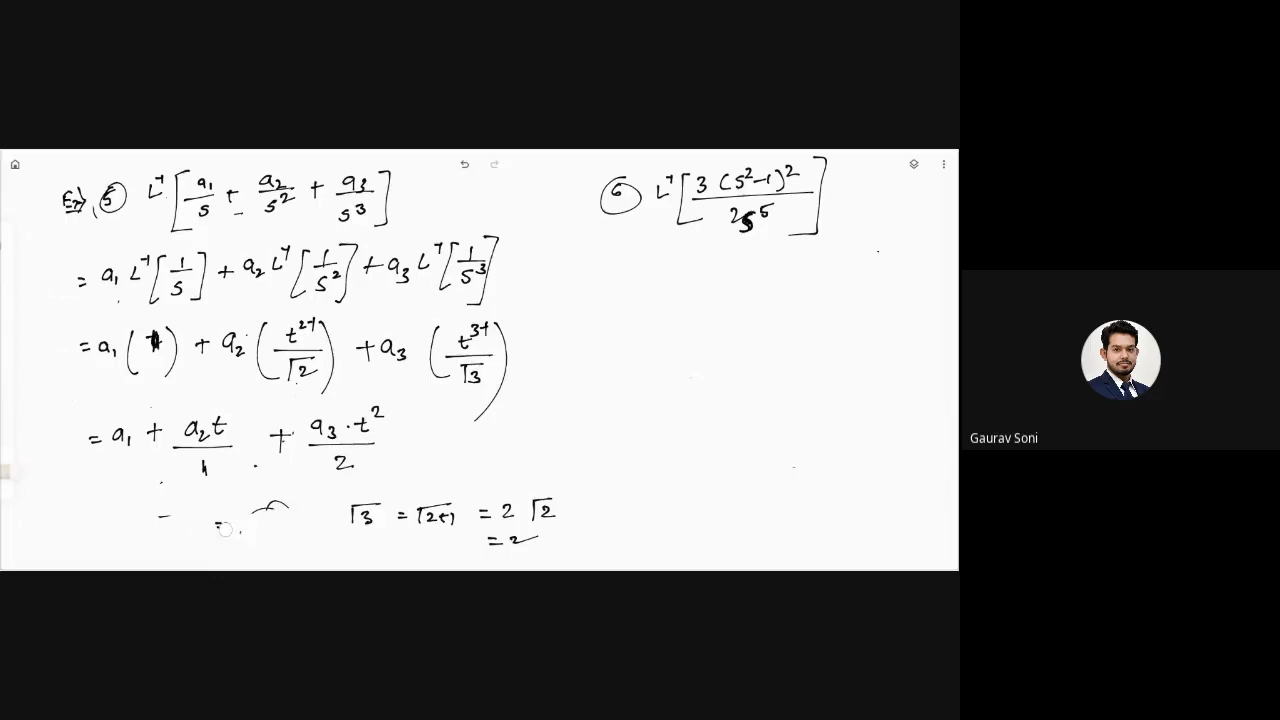 Ex) ⑤ L⁻¹[a₁/s + a₂/s² + a₃/s³]
= a₁ L⁻¹[1/s] + a₂ L⁻¹[1/s²] + a₃ L⁻¹[1/s³]
= a₁ (1) + a₂ (t²⁻¹/Γ2) + a₃ (t³⁻¹/Γ3)
= a₁ + a₂t/1 + a₃·t²/2
Γ3 = Γ2+1 = 2 Γ2
= 2
⑥ L⁻¹[3 (s²-1)²/2s⁵]
Gaurav Soni